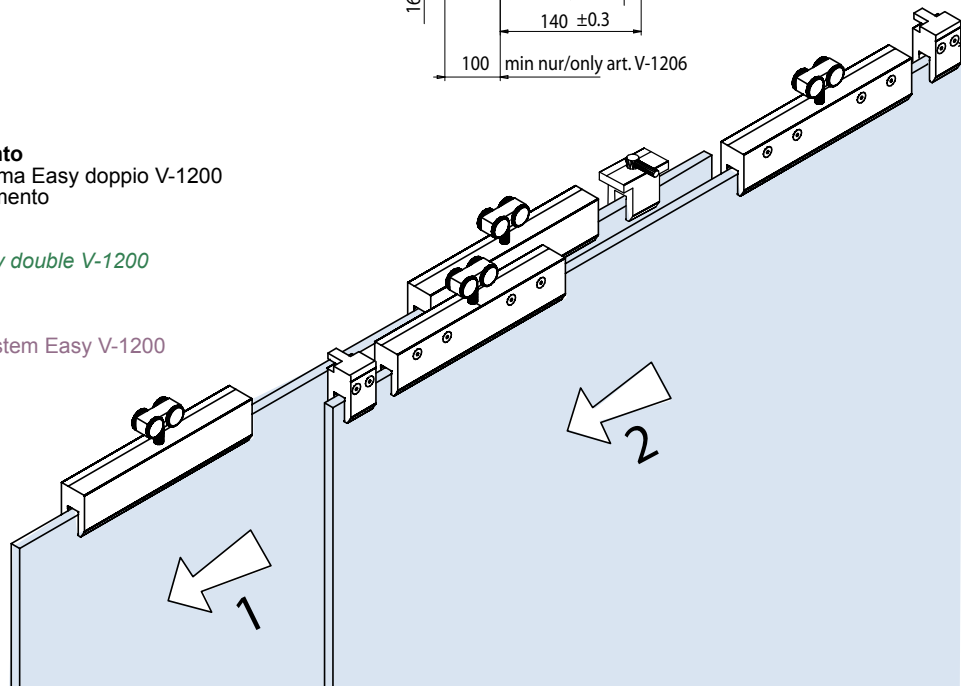 16
140 ±0.3
100 min nur/only art. V-1206
nto
ma Easy doppio V-1200
mento
y double V-1200
stem Easy V-1200
2
1